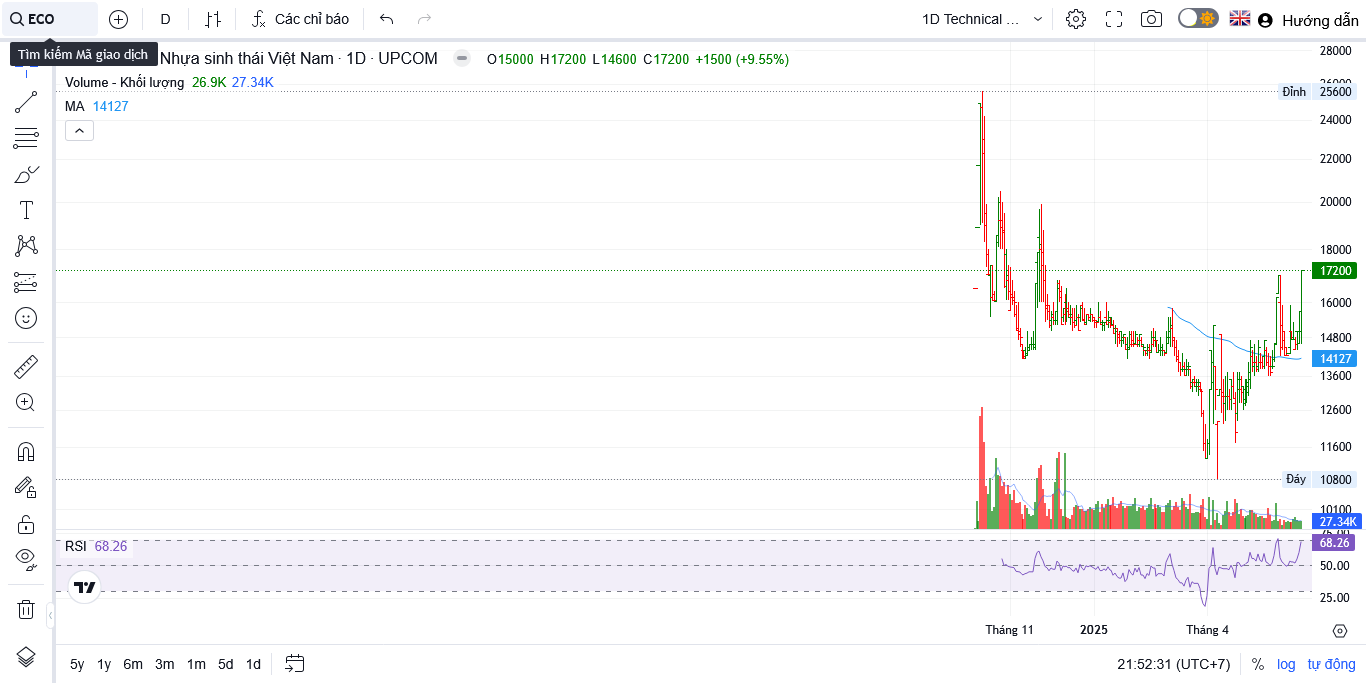 ECO
D
Các chỉ báo
1D Technical ...
Hướng dẫn
Tìm kiếm Mã giao dịch
Nhựa sinh thái Việt Nam · 1D · UPCOM
O15000 H17200 L14600 C17200 +1500 (+9.55%)
Volume - Khối lượng 26.9K 27.34K
MA 14127
28000
Đỉnh 25600
24000
22000
20000
18000
17200
16000
14800
14127
13600
12600
11600
Đáy 10800
10100
27.34K
RSI 68.26
68.26
50.00
25.00
Tháng 11 2025 Tháng 4
5y 1y 6m 3m 1m 5d 1d
21:52:31 (UTC+7) % log tự động